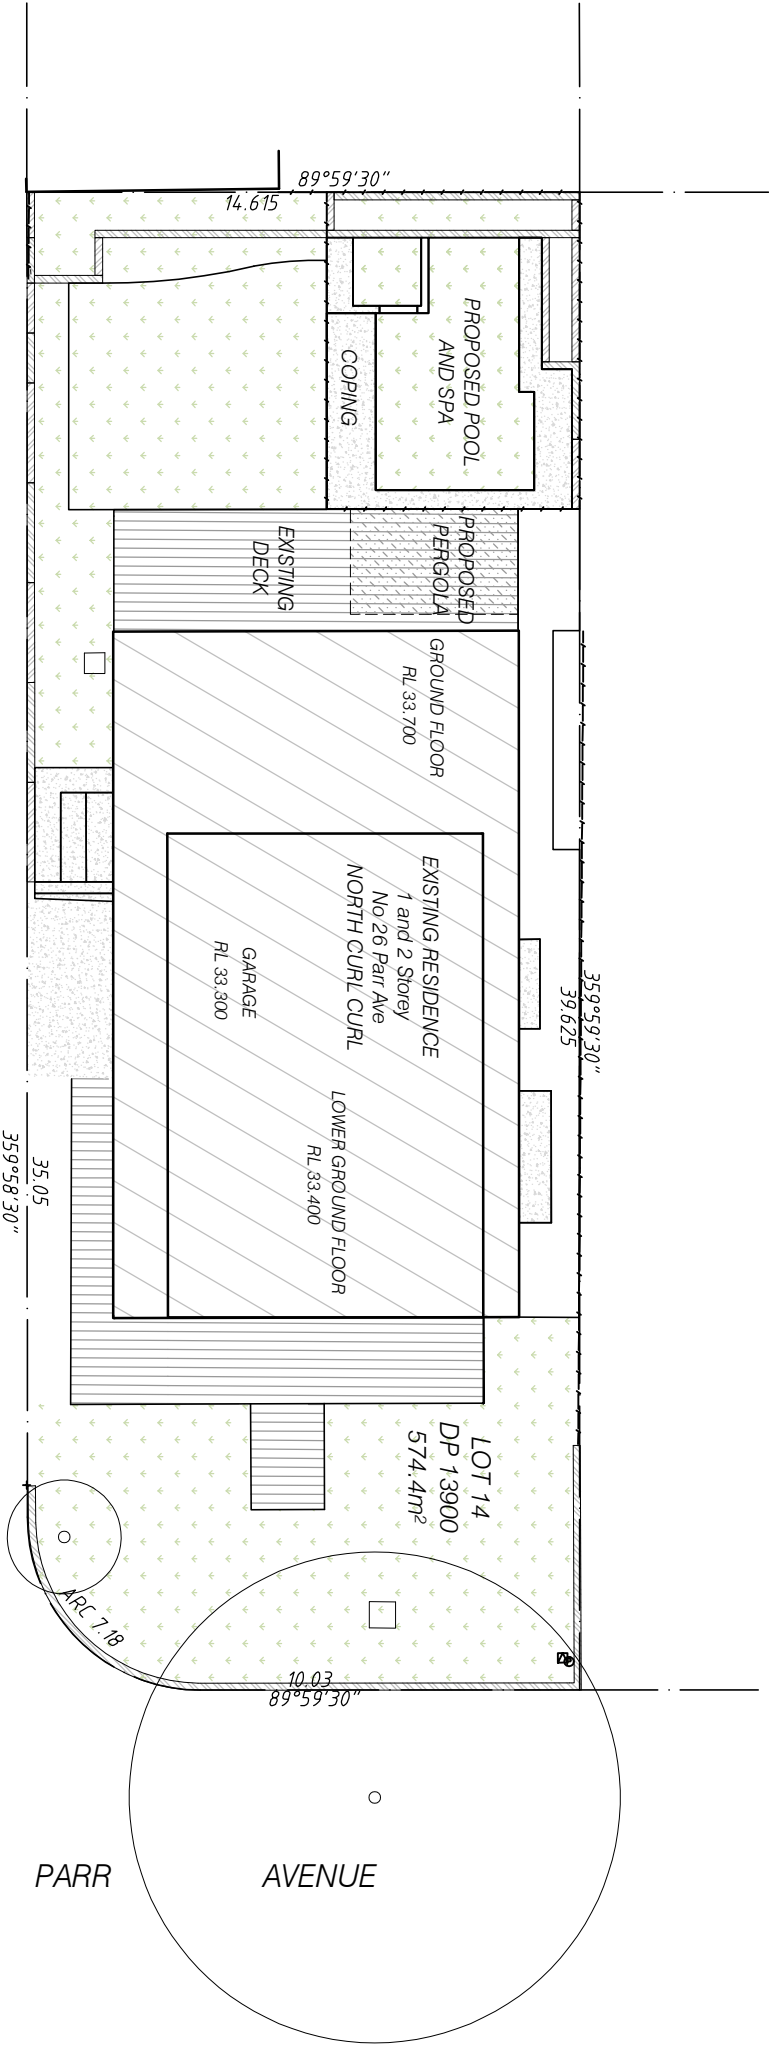 89°59'30"
14.615
PROPOSED POOL
AND SPA
COPING
PROPOSED
PERGOLA
EXISTING
DECK
GROUND FLOOR
RL 33.700
EXISTING RESIDENCE
1 and 2 Storey
No 26 Parr Ave
NORTH CURL CURL
GARAGE
RL 33.300
359°59'30"
39.625
LOWER GROUND FLOOR
RL 33.400
35.05
359°58'30"
LOT 14
DP 13900
574.4m²
ARC 7.18
10.03
89°59'30"
PARR AVENUE